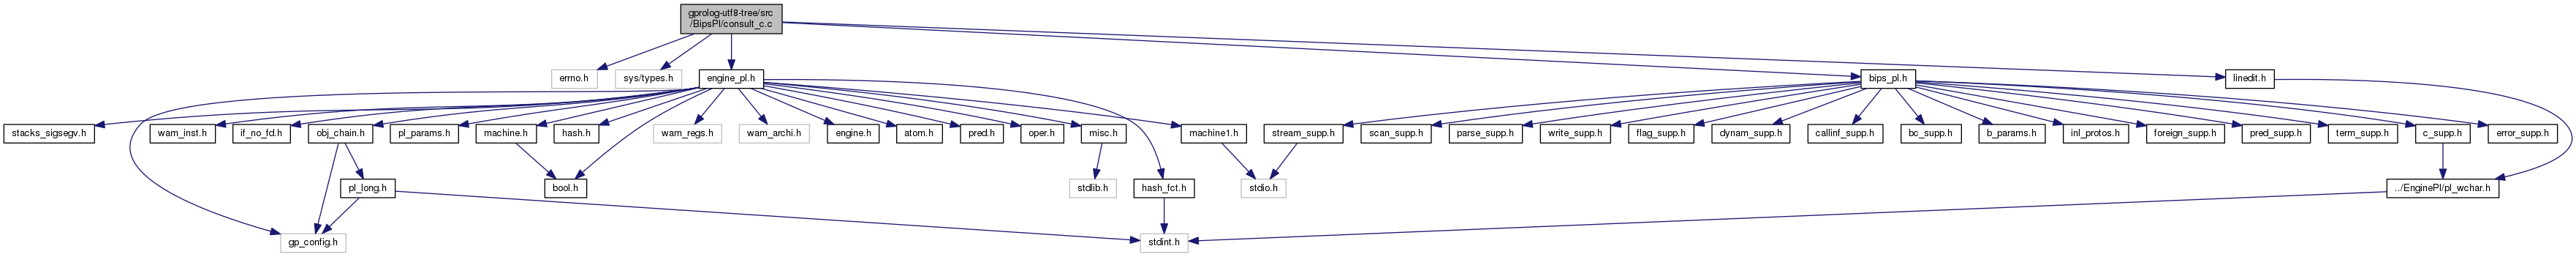 gprolog-utf8-tree/src
/BipsPl/consult_c.c
errno.h
sys/types.h
engine_pl.h
bips_pl.h
linedit.h
stacks_sigsegv.h
wam_inst.h
if_no_fd.h
obj_chain.h
pl_params.h
machine.h
hash.h
wam_regs.h
wam_archi.h
engine.h
atom.h
pred.h
oper.h
misc.h
machine1.h
stream_supp.h
scan_supp.h
parse_supp.h
write_supp.h
flag_supp.h
dynam_supp.h
callinf_supp.h
bc_supp.h
b_params.h
inl_protos.h
foreign_supp.h
pred_supp.h
term_supp.h
c_supp.h
error_supp.h
pl_long.h
bool.h
stdlib.h
hash_fct.h
stdio.h
../EnginePl/pl_wchar.h
gp_config.h
stdint.h